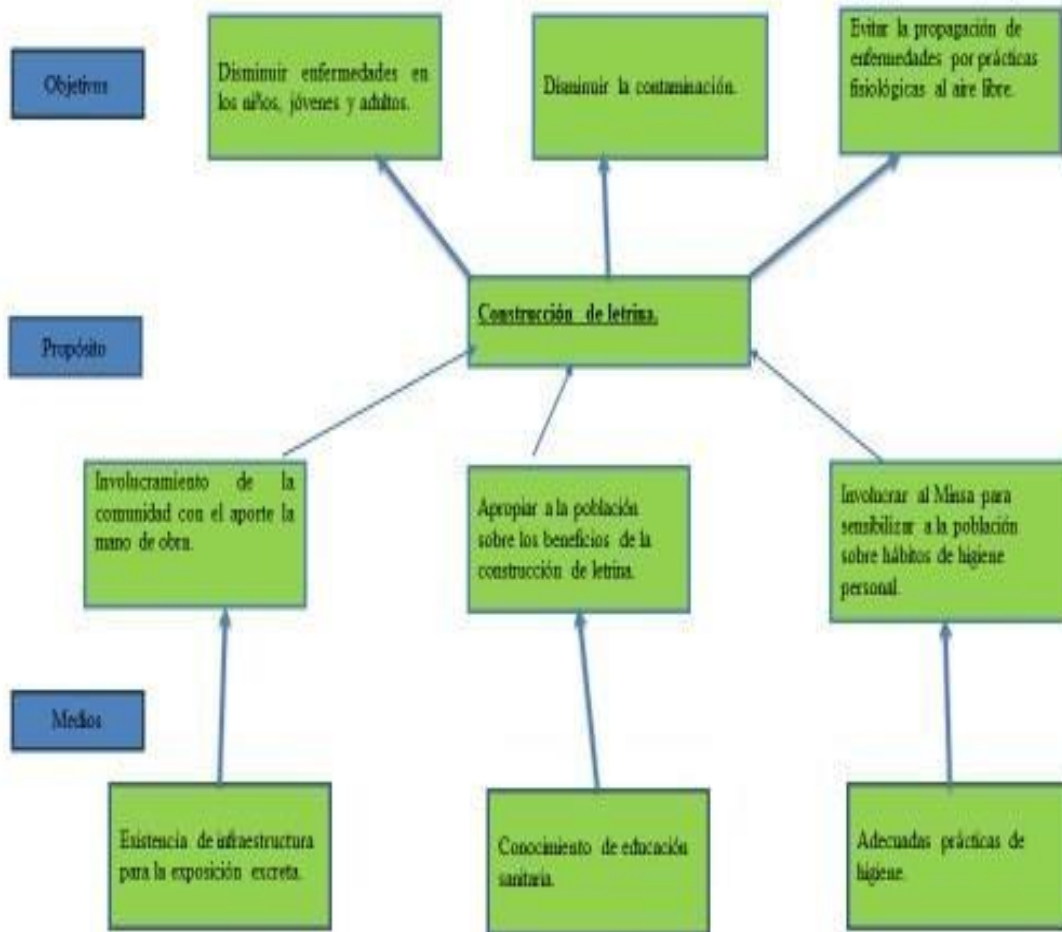 Objetivos
Disminuir enfermedades en
los niños, jóvenes y adultos.
Disminuir la contaminación.
Evitar la propagación de
enfermedades por prácticas
fisiológicas al aire libre.
Propósito
Construcción de letrina.
Involucramiento de la
comunidad con el aporte la
mano de obra.
Apropiar a la población
sobre los beneficios de la
construcción de letrina.
Involucrar al Minsa para
sensibilizar a la población
sobre hábitos de higiene
personal.
Medios
Existencia de infraestructura
para la exposición excreta.
Conocimiento de educación
sanitaria.
Adecuadas prácticas de
higiene.